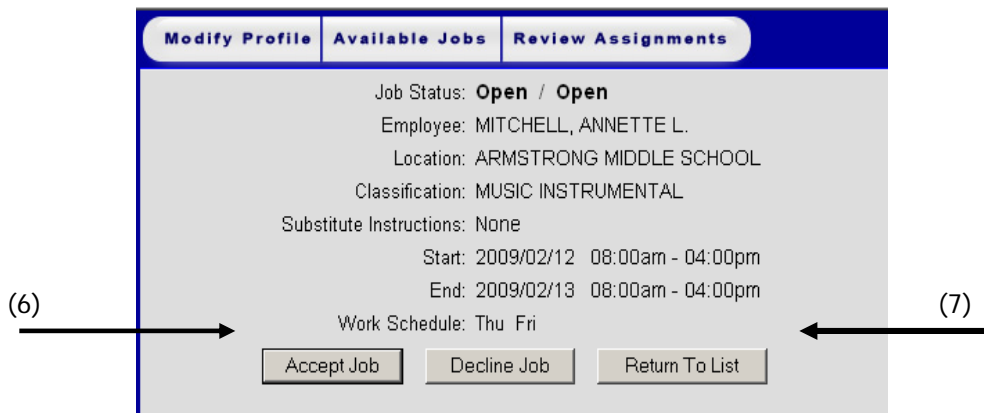 Modify Profile Available Jobs Review Assignments
Job Status: Open / Open
Employee: MITCHELL, ANNETTE L.
Location: ARMSTRONG MIDDLE SCHOOL
Classification: MUSIC INSTRUMENTAL
Substitute Instructions: None
Start: 2009/02/12 08:00am - 04:00pm
End: 2009/02/13 08:00am - 04:00pm
(6) (7)
Work Schedule: Thu Fri
Accept Job Decline Job Return To List